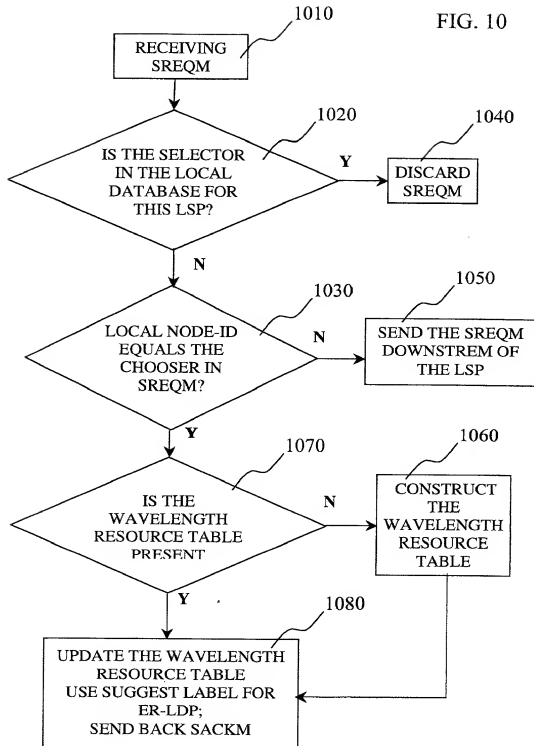 FIG. 10
1010
RECEIVING
SREQM
1020
IS THE SELECTOR
IN THE LOCAL
DATABASE FOR
THIS LSP?
Y
1040
DISCARD
SREQM
N
1030
LOCAL NODE-ID
EQUALS THE
CHOOSER IN
SREQM?
N
1050
SEND THE SREQM
DOWNSTREM OF
THE LSP
Y
1070
IS THE
WAVELENGTH
RESOURCE TABLE
PRESENT
N
1060
CONSTRUCT
THE
WAVELENGTH
RESOURCE
TABLE
Y
1080
UPDATE THE WAVELENGTH
RESOURCE TABLE
USE SUGGEST LABEL FOR
ER-LDP;
SEND BACK SACKM